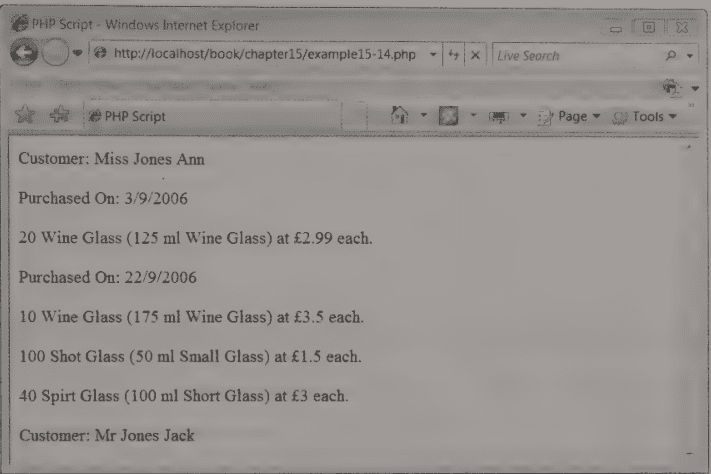 PHP Script - Windows Internet Explorer
http://localhost/book/chapter15/example15-14.php
Live Search
PHP Script
Page
Tools
Customer: Miss Jones Ann
Purchased On: 3/9/2006
20 Wine Glass (125 ml Wine Glass) at £2.99 each.
Purchased On: 22/9/2006
10 Wine Glass (175 ml Wine Glass) at £3.5 each.
100 Shot Glass (50 ml Small Glass) at £1.5 each.
40 Spirt Glass (100 ml Short Glass) at £3 each.
Customer: Mr Jones Jack